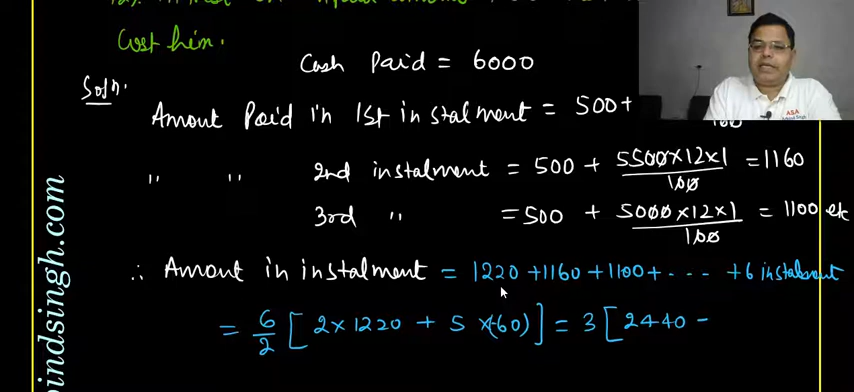 Cost him.
Cash Paid = 6000
Soln.
Amount Paid in 1st instalment = 500 +
" " 2nd instalment = 500 + 5500×12×1/100 = 1160
3rd " = 500 + 5000×12×1/100 = 1100 etc
∴ Amount in instalment = 1220 + 1160 + 1100 + ---- + 6 instalment
= 6/2 [2×1220 + 5×(-60)] = 3[2440 -
indsingh.com
ASA